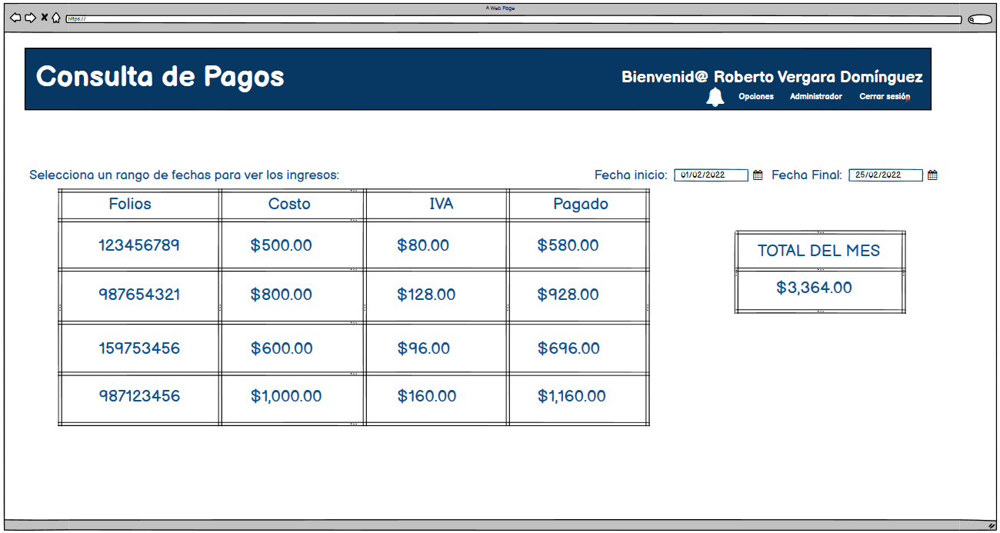 A Web Page
https://
Consulta de Pagos
Bienvenid@ Roberto Vergara Domínguez
Opciones Administrador Cerrar sesión
Selecciona un rango de fechas para ver los ingresos:
Fecha inicio: 01/02/2022 Fecha Final: 25/02/2022
Folios Costo IVA Pagado
123456789 $500.00 $80.00 $580.00
987654321 $800.00 $128.00 $928.00
159753456 $600.00 $96.00 $696.00
987123456 $1,000.00 $160.00 $1,160.00
TOTAL DEL MES
$3,364.00